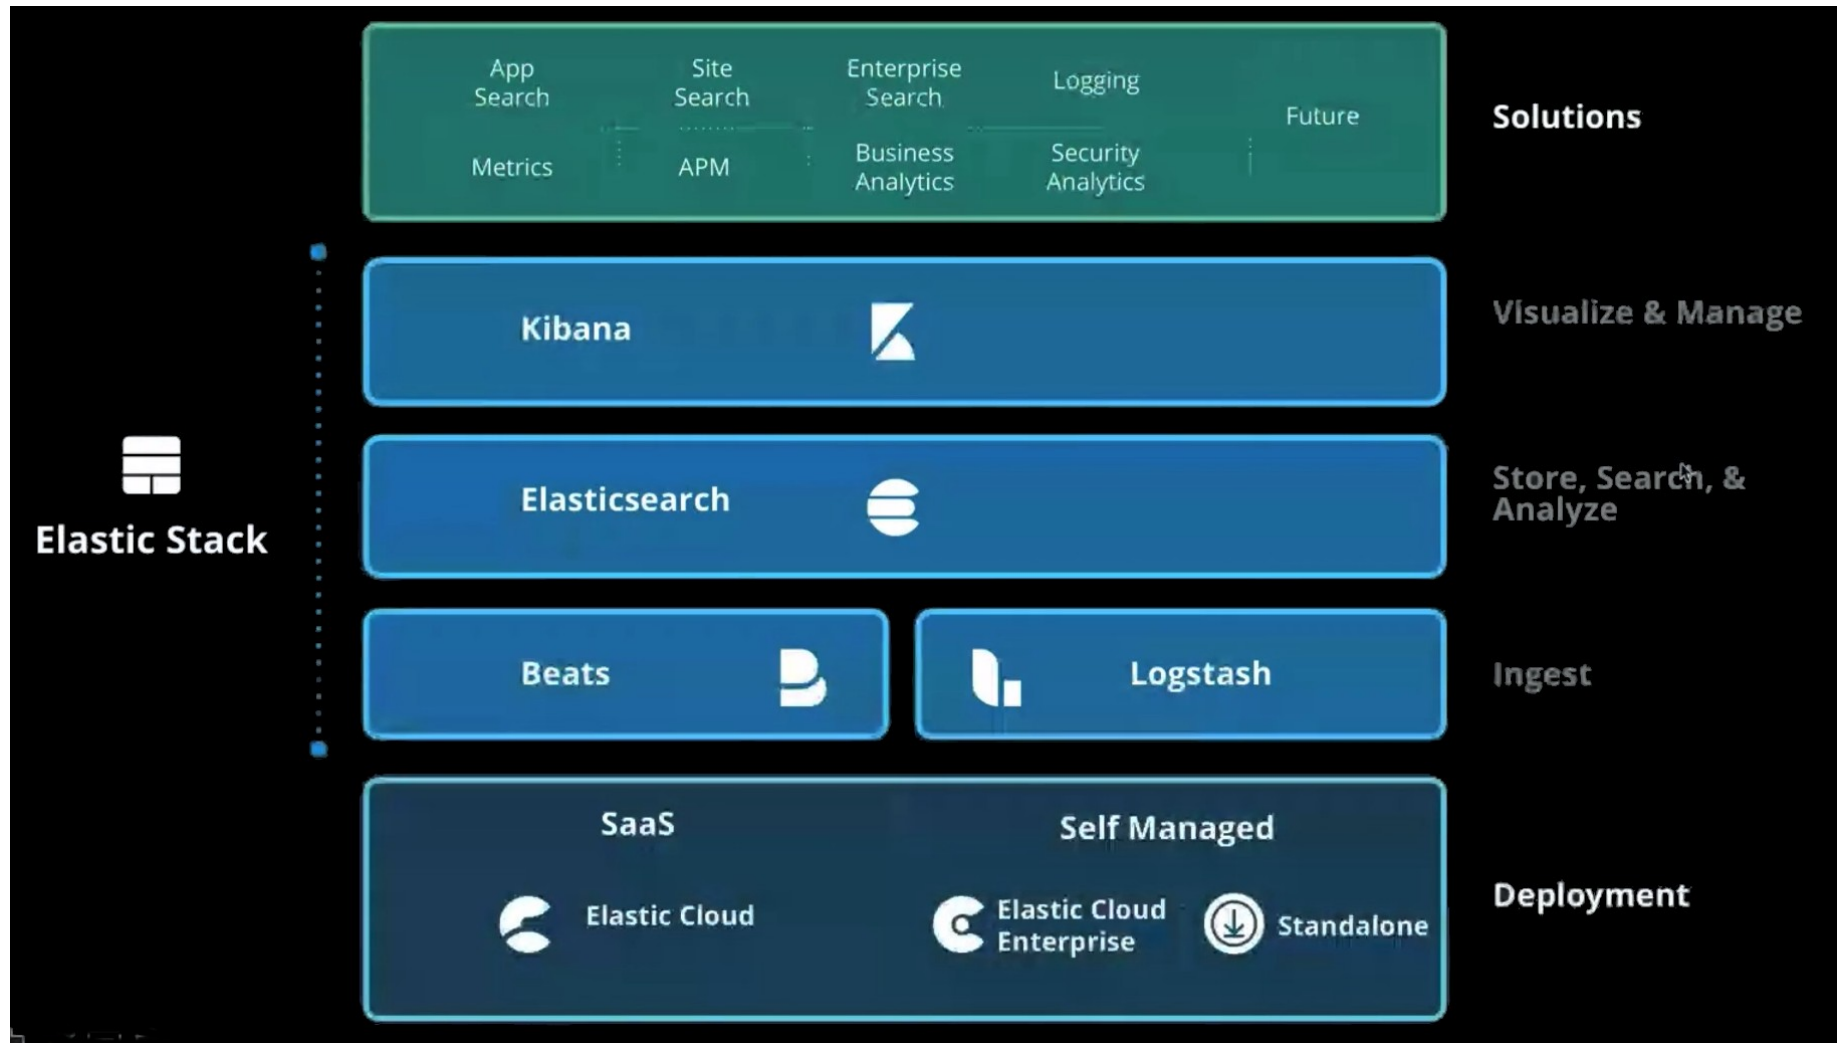 App
Search
Site
Search
Enterprise
Search
Logging
Future
Metrics
APM
Business
Analytics
Security
Analytics
Solutions
Kibana
Visualize & Manage
Elastic Stack
Elasticsearch
Store, Search, &
Analyze
Beats
Logstash
Ingest
SaaS
Self Managed
Elastic Cloud
Elastic Cloud
Enterprise
Standalone
Deployment